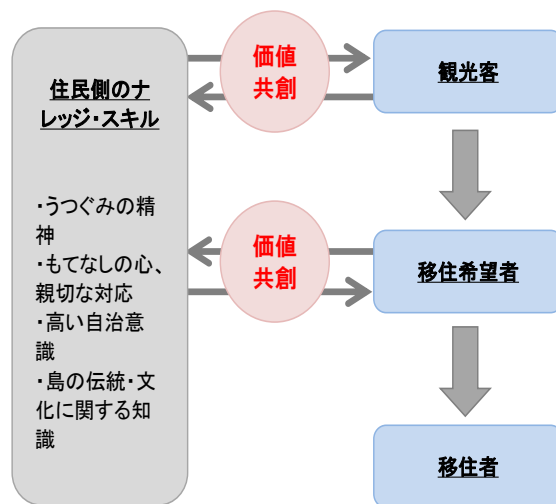 住民側のナ
レッジ・スキル
・うつぐみの精
神
・もてなしの心、
親切な対応
・高い自治意
識
・島の伝統・文
化に関する知
識
価値
共創
観光客
価値
共創
移住希望者
移住者